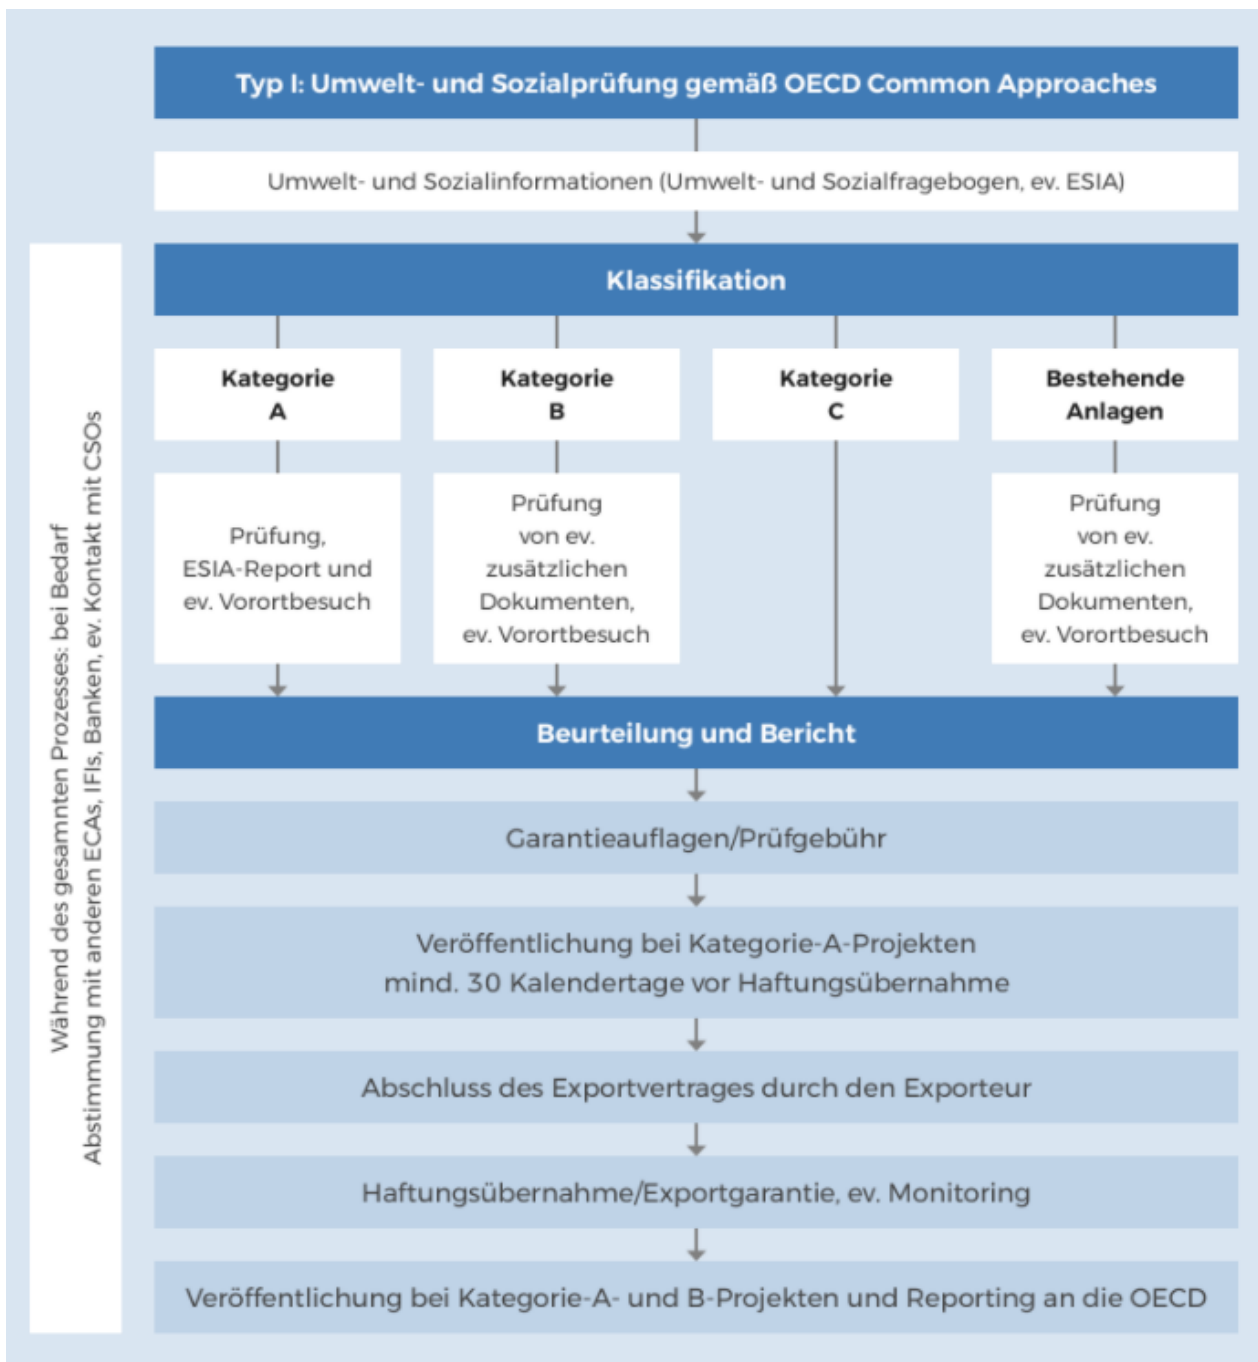 Typ I: Umwelt- und Sozialprüfung gemäß OECD Common Approaches
Umwelt- und Sozialinformationen (Umwelt- und Sozialfragebogen, ev. ESIA)
Während des gesamnten Prozesses: bei Bedarf
Abstimmung mit anderen ECAs, IFIs, Banken, ev. Kontakt mit CSOs
Klassifikation
Kategorie
A
Kategorie
B
Kategorie
C
Bestehende
Anlagen
Prüfung,
ESIA-Report und
ev. Vorortbesuch
Prüfung
von ev.
zusätzlichen
Dokumenten,
ev. Vorortbesuch
Prüfung
von ev.
zusätzlichen
Dokumenten,
ev. Vorortbesuch
Beurteilung und Bericht
Garantieauflagen/Prüfgebühr
Veröffentlichung bei Kategorie-A-Projekten
mind. 30 Kalendertage vor Haftungsübernahme
Abschluss des Exportvertrages durch den Exporteur
Haftungsübernahme/Exportgarantie, ev. Monitoring
Veröffentlichung bei Kategorie-A- und B-Projekten und Reporting an die OECD